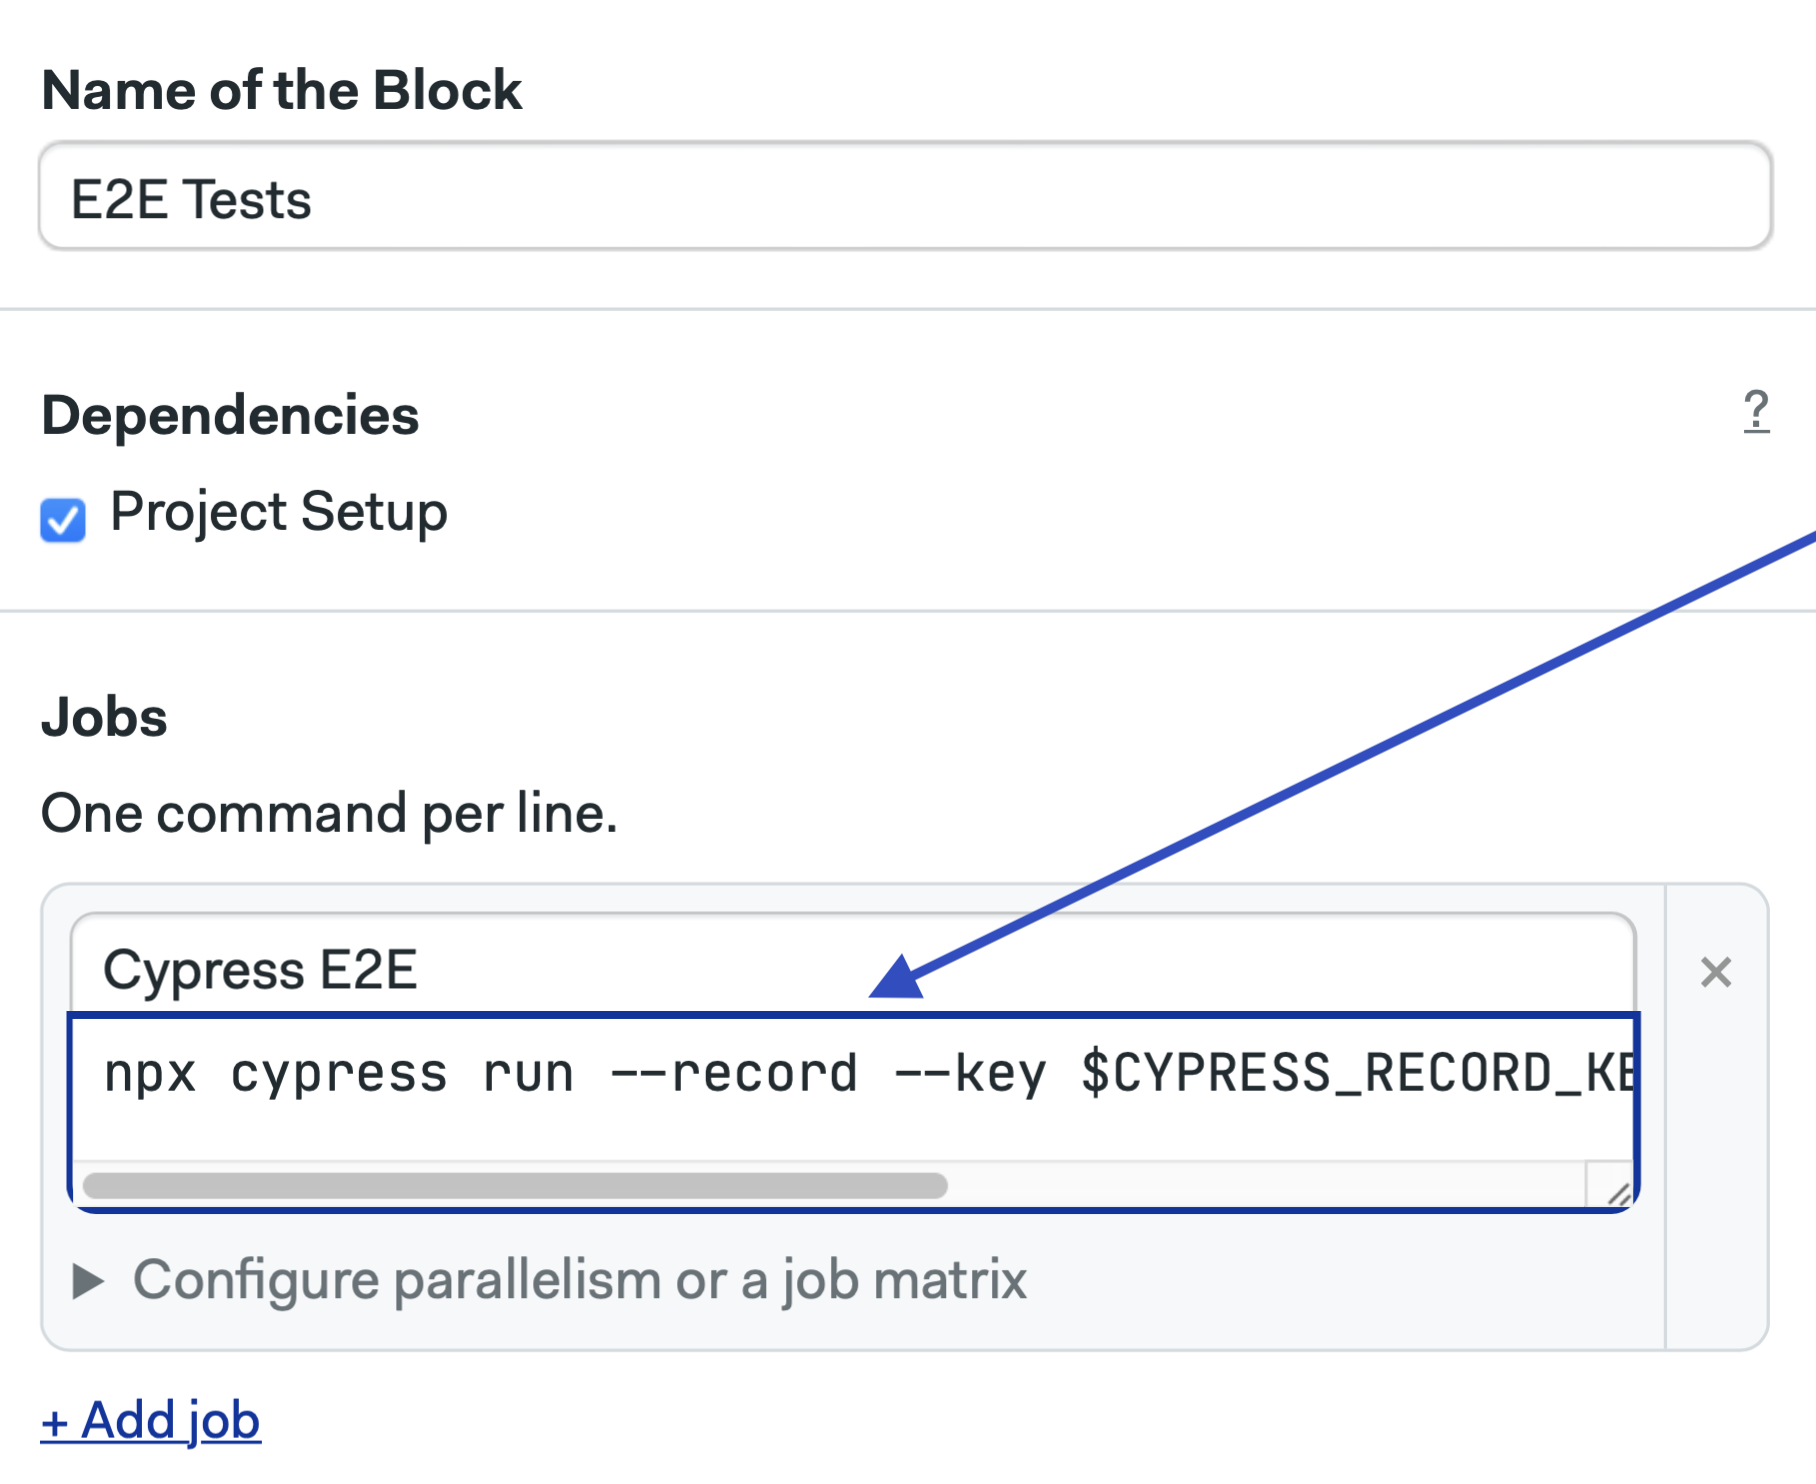 Name of the Block
E2E Tests
Dependencies
?
Project Setup
Jobs
One command per line.
Cypress E2E
npx cypress run --record --key $CYPRESS_RECORD_KE
Configure parallelism or a job matrix
+ Add job